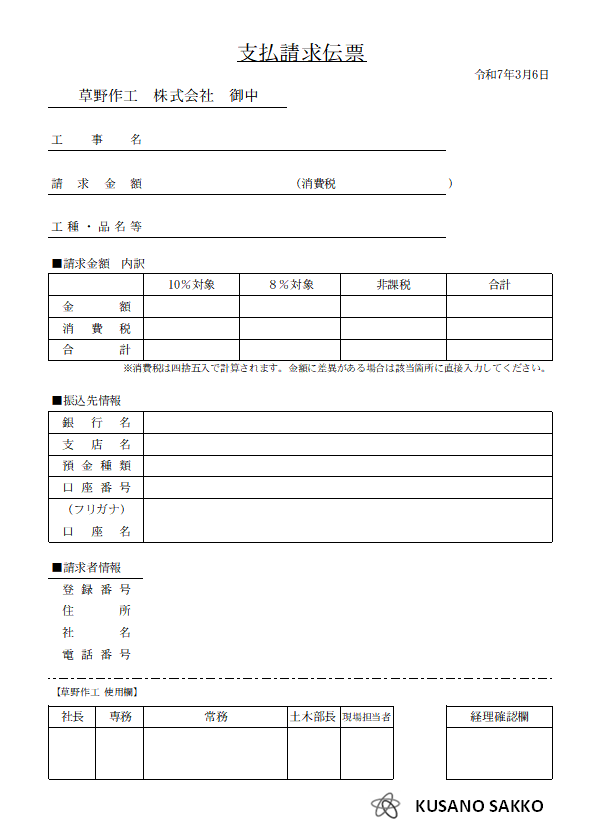 支払請求伝票
令和7年3月6日
草野作工　株式会社　御中
工　事　名
請　求　金　額　（消費税　）
工種・品名等
■請求金額　内訳
10％対象　８％対象　非課税　合計
金　額
消　費　税
合　計
※消費税は四捨五入で計算されます。金額に差異がある場合は該当箇所に直接入力してください。
■振込先情報
銀　行　名
支　店　名
預 金 種 類
口 座 番 号
（フリガナ）
口　座　名
■請求者情報
登 録 番 号
住　所
社　名
電 話 番 号
【草野作工 使用欄】
社長　専務　常務　土木部長　現場担当者　経理確認欄
KUSANO SAKKO